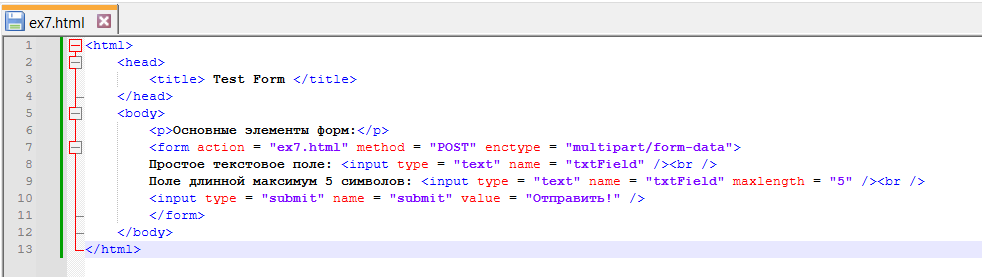 ex7.html
1 <html>
2 <head>
3 <title> Test Form </title>
4 </head>
5 <body>
6 <p>Основные элементы форм:</p>
7 <form action = "ex7.html" method = "POST" enctype = "multipart/form-data">
8 Простое текстовое поле: <input type = "text" name = "txtField" /><br />
9 Поле длинной максимум 5 символов: <input type = "text" name = "txtField" maxlength = "5" /><br />
10 <input type = "submit" name = "submit" value = "Отправить!" />
11 </form>
12 </body>
13 </html>